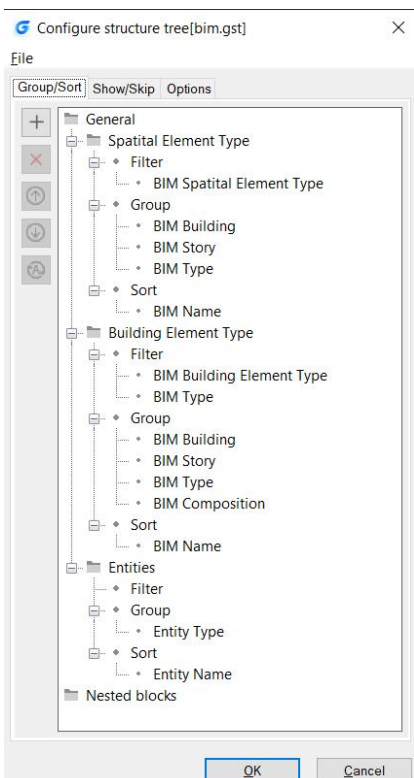 Configure structure tree[bim.gst]
File
Group/Sort Show/Skip Options
General
Spatital Element Type
Filter
BIM Spatital Element Type
Group
BIM Building
BIM Story
BIM Type
Sort
BIM Name
Building Element Type
Filter
BIM Building Element Type
BIM Type
Group
BIM Building
BIM Story
BIM Type
BIM Composition
Sort
BIM Name
Entities
Filter
Group
Entity Type
Sort
Entity Name
Nested blocks
OK Cancel